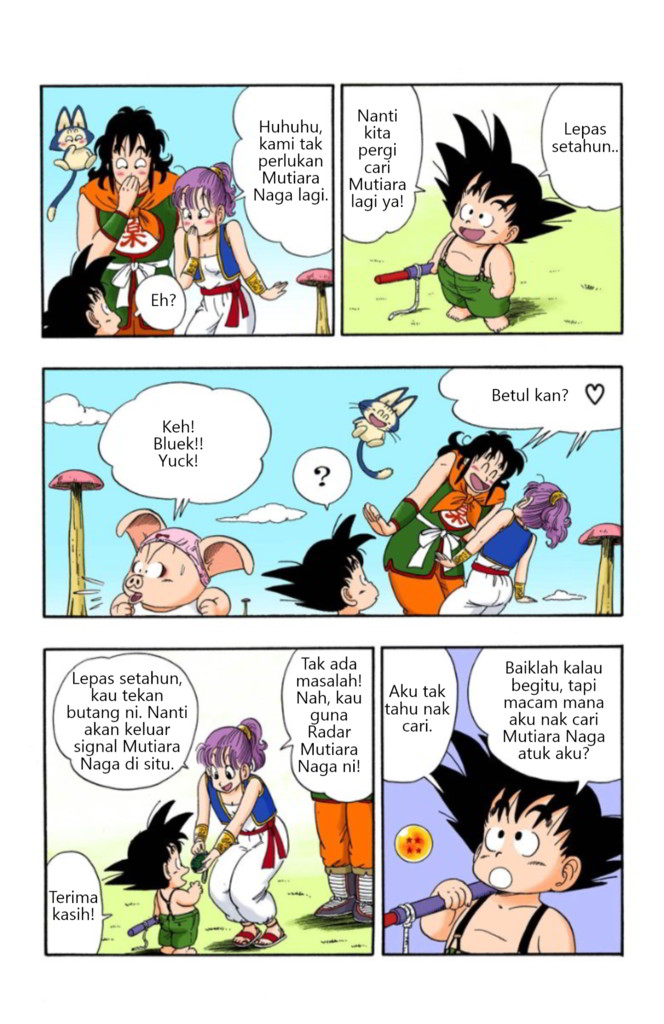 Lepas
setahun..
Nanti
kita
pergi
cari
Mutiara
lagi ya!
Huhuhu,
kami tak
perlukan
Mutiara
Naga lagi.
Eh?
Betul kan? ♡
?
Keh!
Bluek!!
Yuck!
Baiklah kalau
begitu, tapi
macam mana
aku nak cari
Mutiara Naga
atuk aku?
Aku tak
tahu nak
cari.
Tak ada
masalah!
Nah, kau
guna
Radar
Mutiara
Naga ni!
Lepas setahun,
kau tekan
butang ni. Nanti
akan keluar
signal Mutiara
Naga di situ.
Terima
kasih!